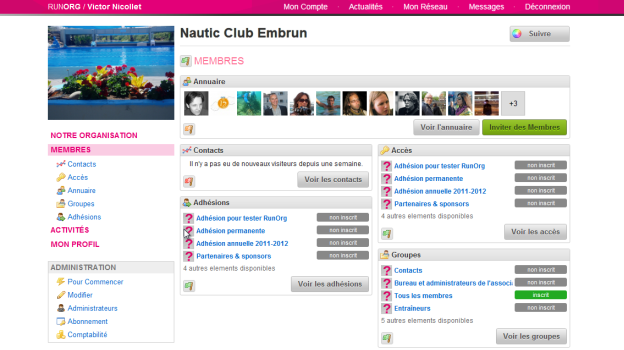 RUNORG / Victor Nicollet
Mon Compte · Actualités · Mon Réseau · Messages · Déconnexion
Nautic Club Embrun
Suivre
MEMBRES
Annuaire
+3
Voir l'annuaire
Inviter des Membres
NOTRE ORGANISATION
MEMBRES
Contacts
Accès
Annuaire
Groupes
Adhésions
ACTIVITÉS
MON PROFIL
ADMINISTRATION
Pour Commencer
Modifier
Administrateurs
Abonnement
Comptabilité
Contacts
Il n'y a pas eu de nouveaux visiteurs depuis une semaine.
Voir les contacts
Adhésions
Adhésion pour tester RunOrg non inscrit
Adhésion permanente non inscrit
Adhésion annuelle 2011-2012 non inscrit
Partenaires & sponsors non inscrit
4 autres elements disponibles
Voir les adhésions
Accès
Adhésion pour tester RunOrg non inscrit
Adhésion permanente non inscrit
Adhésion annuelle 2011-2012 non inscrit
Partenaires & sponsors non inscrit
4 autres elements disponibles
Voir les accès
Groupes
Contacts non inscrit
Bureau et administrateurs de l'associ non inscrit
Tous les membres inscrit
Entraineurs non inscrit
5 autres elements disponibles
Voir les groupes